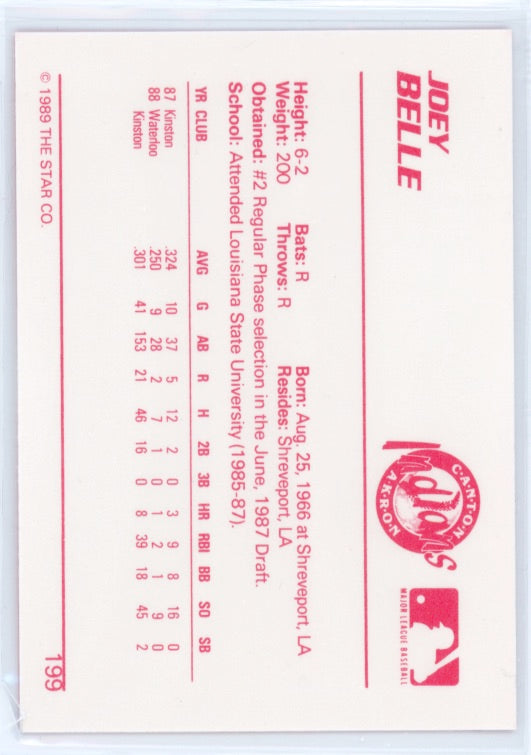 JOEY
BELLE
CANTON
Indians
AKRON
MAJOR LEAGUE BASEBALL
Height: 6-2 Bats: R Born: Aug. 25, 1966 at Shreveport, LA
Weight: 200 Throws: R Resides: Shreveport, LA
Obtained: #2 Regular Phase selection in the June, 1987 Draft.
School: Attended Louisiana State University (1985-87).
YR CLUB AVG G AB R H 2B 3B HR RBI BB SO SB
87 Kinston .324 10 37 5 12 2 0 3 9 8 16 0
88 Waterloo .250 9 28 2 7 1 0 1 2 1 9 0
Kinston .301 41 153 21 46 16 0 8 39 18 45 2
© 1989 THE STAR CO. 199